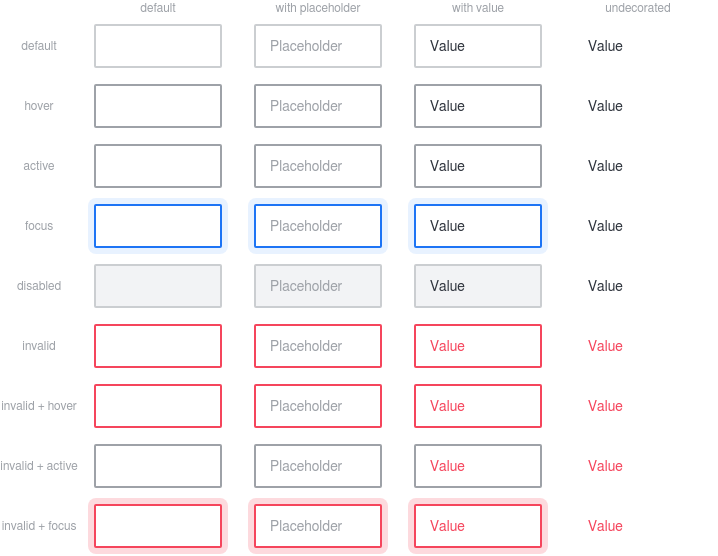 default with placeholder with value undecorated
default Placeholder Value Value
hover Placeholder Value Value
active Placeholder Value Value
focus Placeholder Value Value
disabled Placeholder Value Value
invalid Placeholder Value Value
invalid + hover Placeholder Value Value
invalid + active Placeholder Value Value
invalid + focus Placeholder Value Value